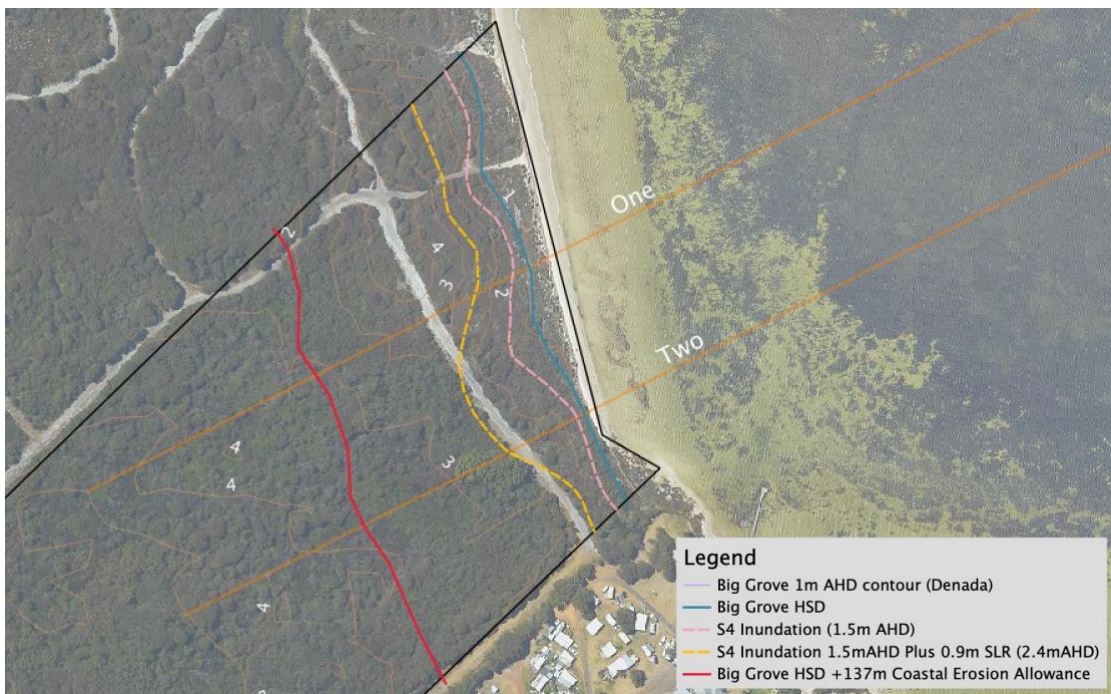 One
Two
1
2
4
3
2
4
4
3
4
Legend
Big Grove 1m AHD contour (Denada)
Big Grove HSD
S4 Inundation (1.5m AHD)
S4 Inundation 1.5mAHD Plus 0.9m SLR (2.4mAHD)
Big Grove HSD +137m Coastal Erosion Allowance